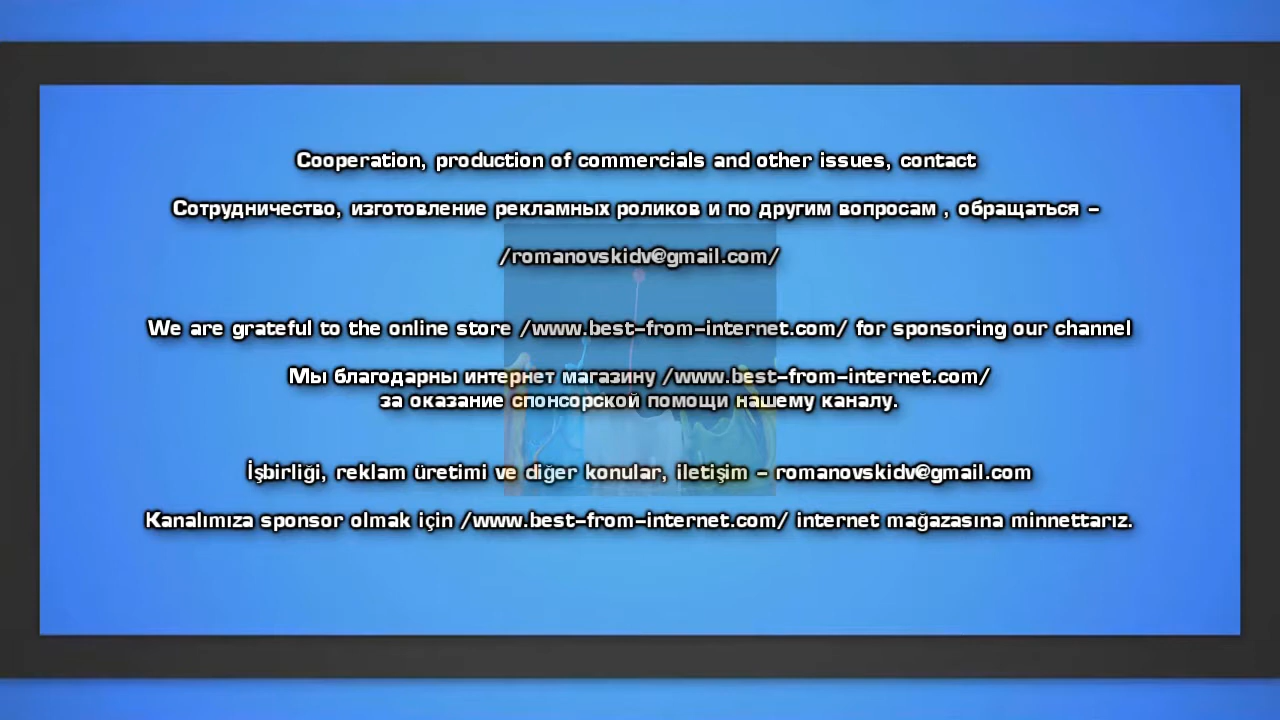 Cooperation, production of commercials and other issues, contact
Сотрудничество, изготовление рекламных роликов и по другим вопросам , обращаться -
/romanovskidv@gmail.com/
We are grateful to the online store /www.best-from-internet.com/ for sponsoring our channel
Мы благодарны интернет магазину /www.best-from-internet.com/
за оказание спонсорской помощи нашему каналу.
İşbirliği, reklam üretimi ve diğer konular, iletişim - romanovskidv@gmail.com
Kanalımıza sponsor olmak için /www.best-from-internet.com/ internet mağazasına minnettarız.